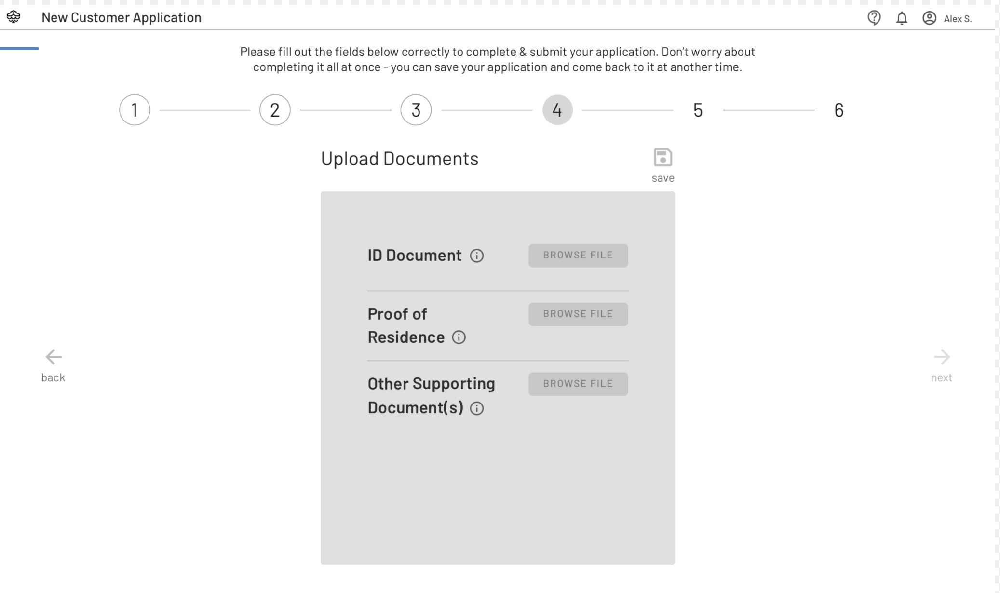 New Customer Application
Alex S.
Please fill out the fields below correctly to complete & submit your application. Don’t worry about
completing it all at once - you can save your application and come back to it at another time.
1 2 3 4 5 6
Upload Documents
save
ID Document
BROWSE FILE
Proof of
BROWSE FILE
Residence
back
next
Other Supporting
BROWSE FILE
Document(s)